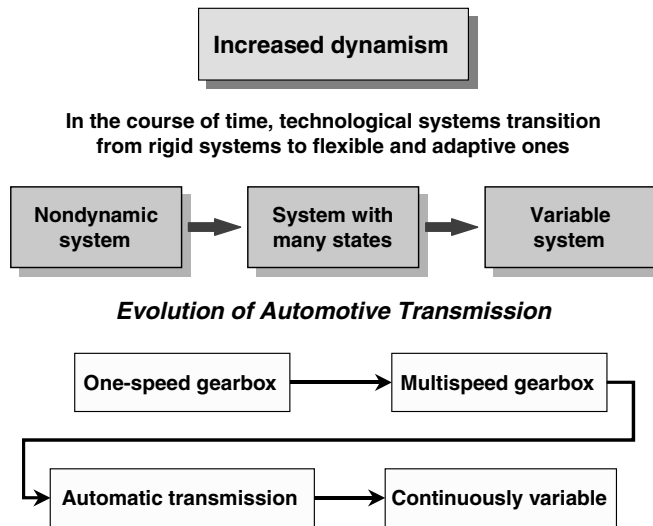 Increased dynamism
In the course of time, technological systems transition
from rigid systems to flexible and adaptive ones
Nondynamic
system
System with
many states
Variable
system
Evolution of Automotive Transmission
One-speed gearbox
Multispeed gearbox
Automatic transmission
Continuously variable